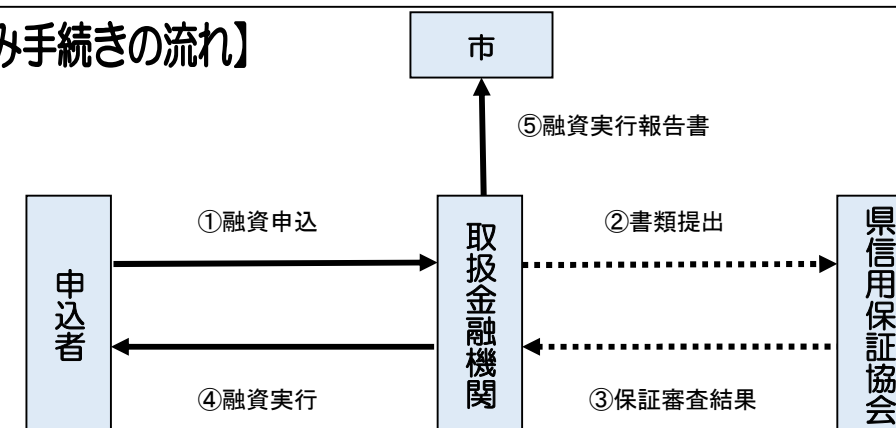 み手続きの流れ】
市
⑤融資実行報告書
①融資申込
②書類提出
申込者
取扱金融機関
県信用保証協会
④融資実行
③保証審査結果